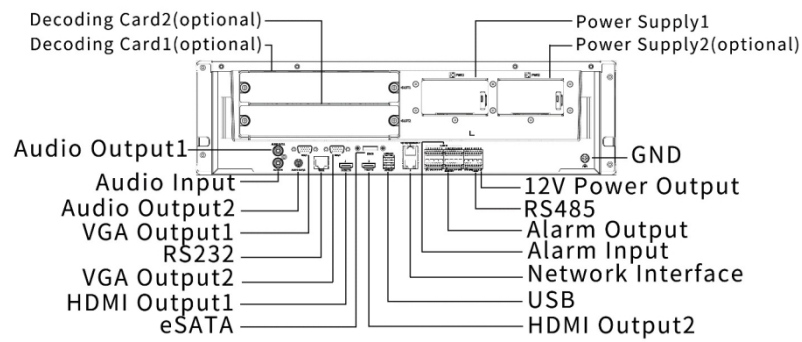 Decoding Card2(optional)
Power Supply1
Decoding Card1(optional)
Power Supply2(optional)
Audio Output1
GND
Audio Input
12V Power Output
Audio Output2
RS485
VGA Output1
Alarm Output
RS232
Alarm Input
VGA Output2
Network Interface
HDMI Output1
USB
eSATA
HDMI Output2